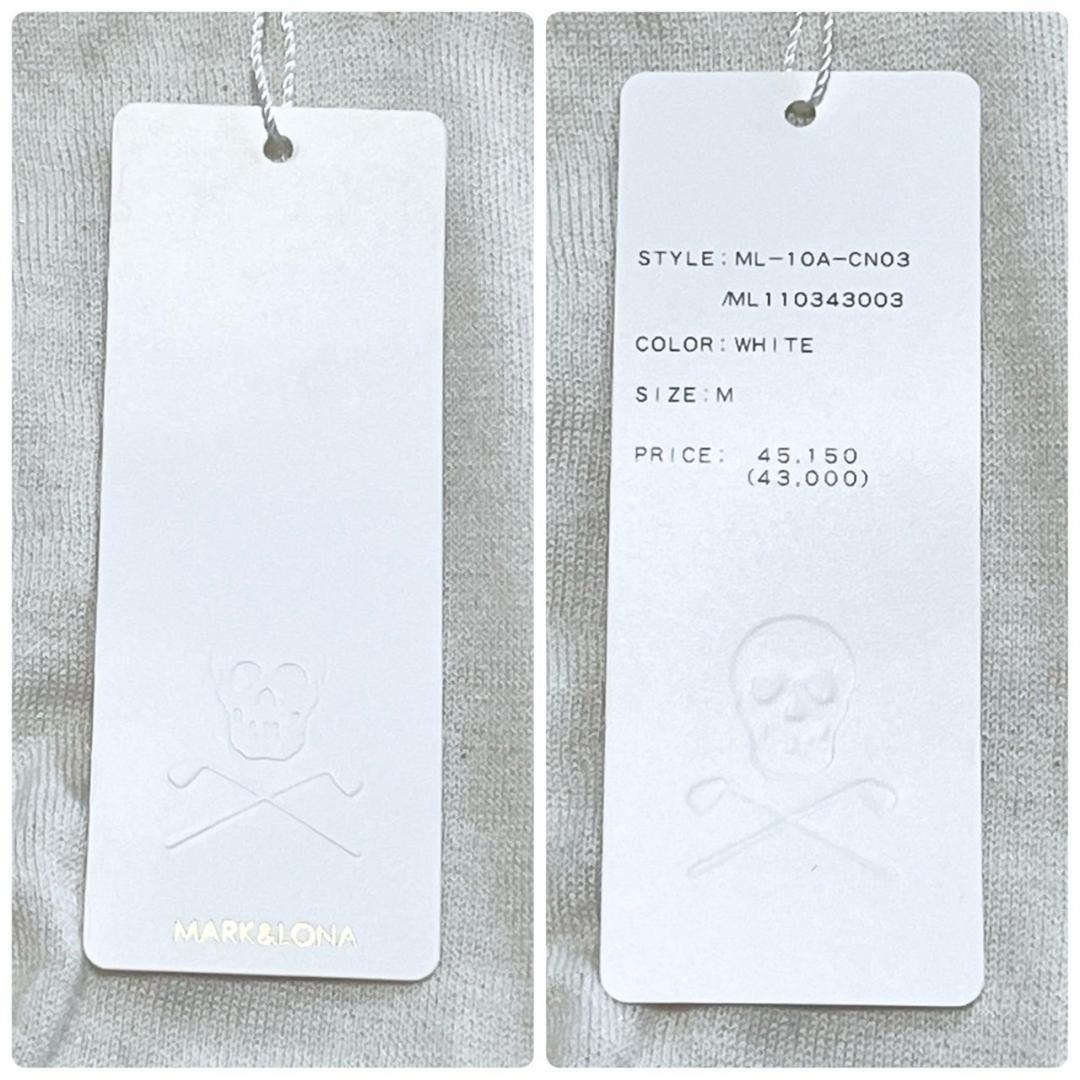 MARK&LONA
STYLE:ML-10A-CN03
/ML110343003
COLOR:WHITE
SIZE:M
PRICE: 45.150
(43,000)